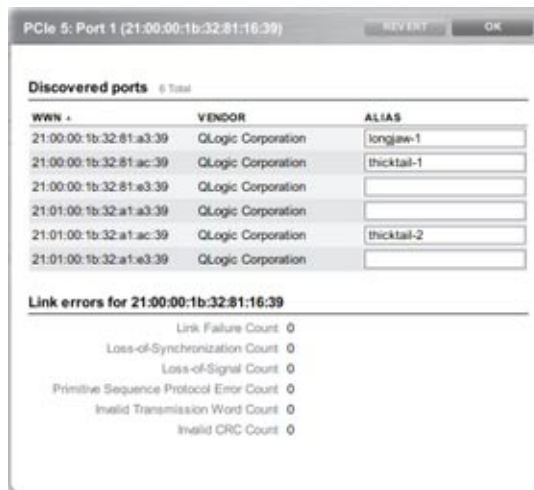 PCIe 5: Port 1 (21:00:00:1b:32:81:16:39) REVERT OK
Discovered ports 6 Total
WWN VENDOR ALIAS
21:00:00:1b:32:81:a3:39 QLogic Corporation longjaw-1
21:00:00:1b:32:81:ac:39 QLogic Corporation thicktail-1
21:00:00:1b:32:81:e3:39 QLogic Corporation
21:01:00:1b:32:a1:a3:39 QLogic Corporation
21:01:00:1b:32:a1:ac:39 QLogic Corporation thicktail-2
21:01:00:1b:32:a1:e3:39 QLogic Corporation
Link errors for 21:00:00:1b:32:81:16:39
Link Failure Count 0
Loss-of-Synchronization Count 0
Loss-of-Signal Count 0
Primitive Sequence Protocol Error Count 0
Invalid Transmission Word Count 0
Invalid CRC Count 0